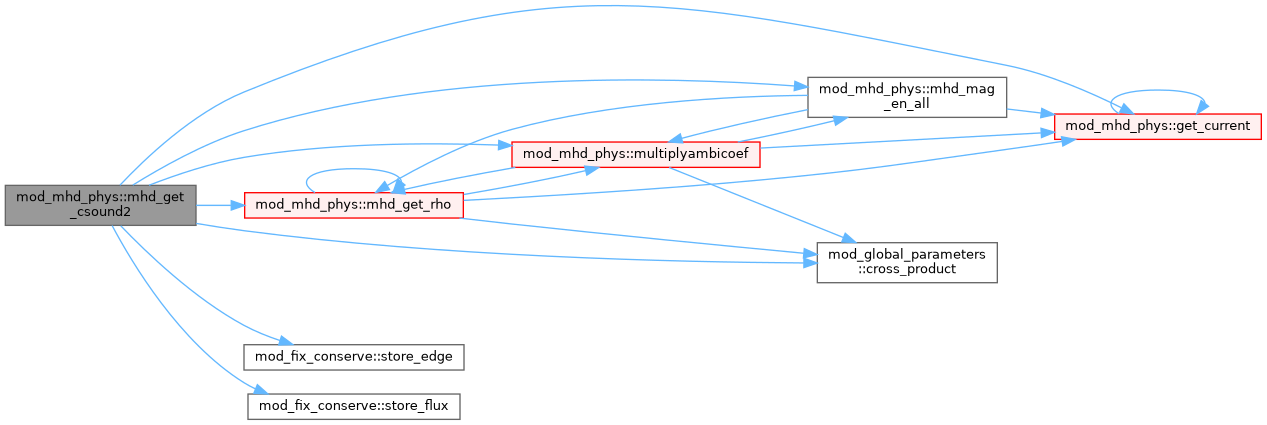 mod_mhd_phys::mhd_get
_csound2
mod_mhd_phys::mhd_get_rho
mod_mhd_phys::multiplyambicoef
mod_mhd_phys::mhd_mag
_en_all
mod_mhd_phys::get_current
mod_global_parameters
::cross_product
mod_fix_conserve::store_edge
mod_fix_conserve::store_flux